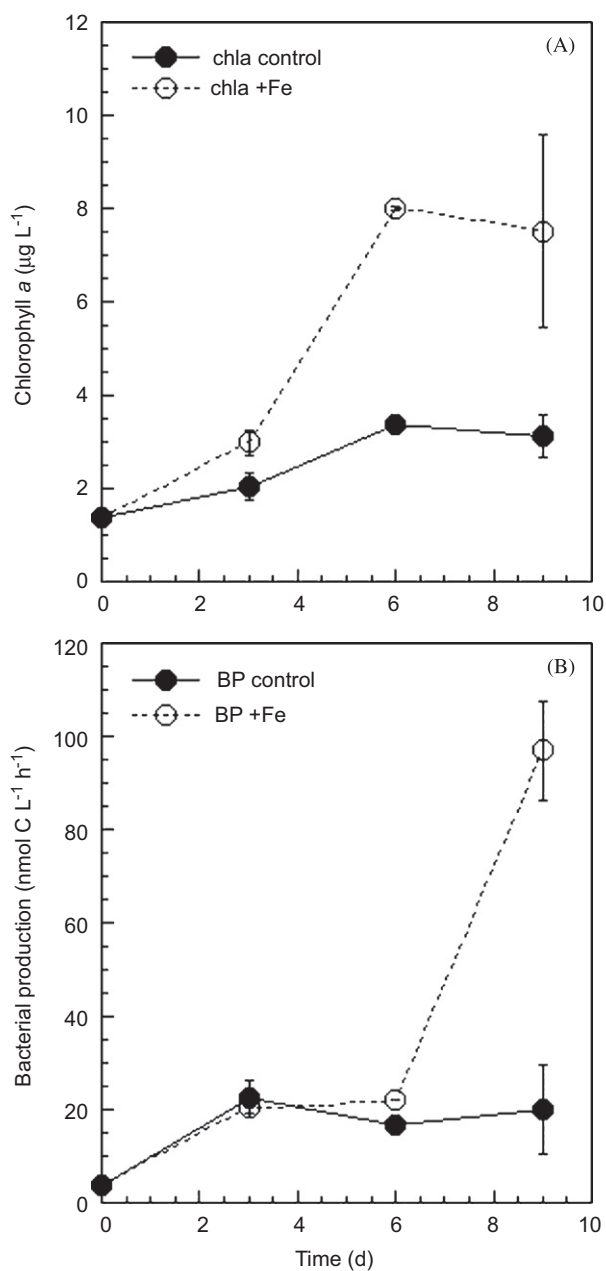 12
(A)
chla control
chla +Fe
10
8
6
4
2
0
Chlorophyll a (µg L-1)
0 2 4 6 8 10
120
(B)
BP control
BP +Fe
100
80
60
40
20
0
Bacterial production (nmol C L-1 h-1)
0 2 4 6 8 10
Time (d)